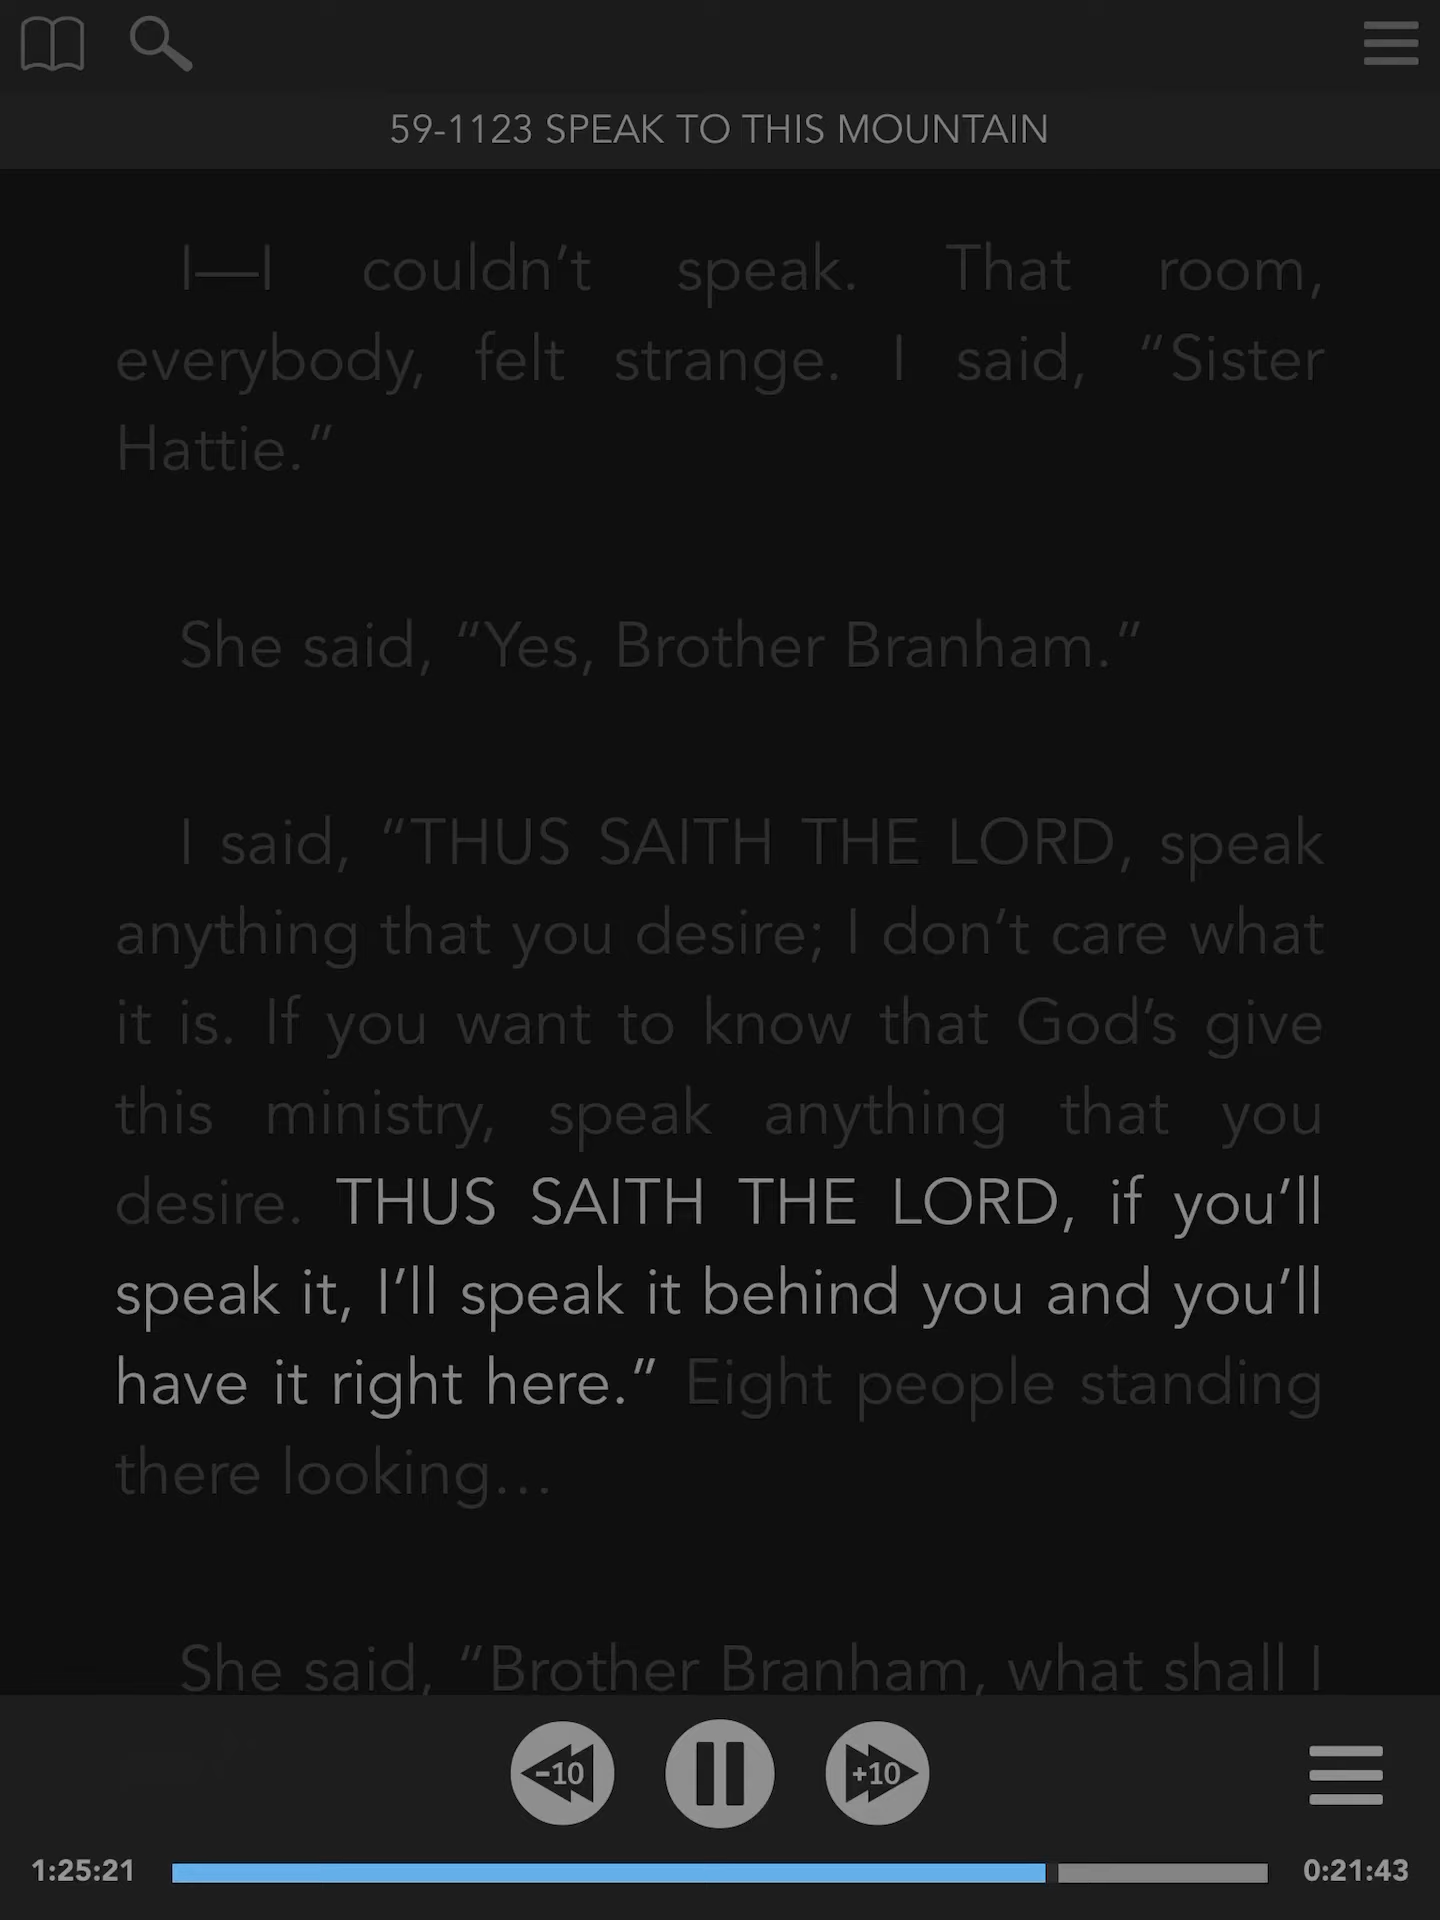 59-1123 SPEAK TO THIS MOUNTAIN
I—I couldn’t speak. That room,
everybody, felt strange. I said, “Sister
Hattie.”
She said, “Yes, Brother Branham.”
I said, “THUS SAITH THE LORD, speak
anything that you desire; I don’t care what
it is. If you want to know that God’s give
this ministry, speak anything that you
desire. THUS SAITH THE LORD, if you’ll
speak it, I’ll speak it behind you and you’ll
have it right here.” Eight people standing
there looking…
She said, “Brother Branham, what shall I
-10
+10
1:25:21
0:21:43